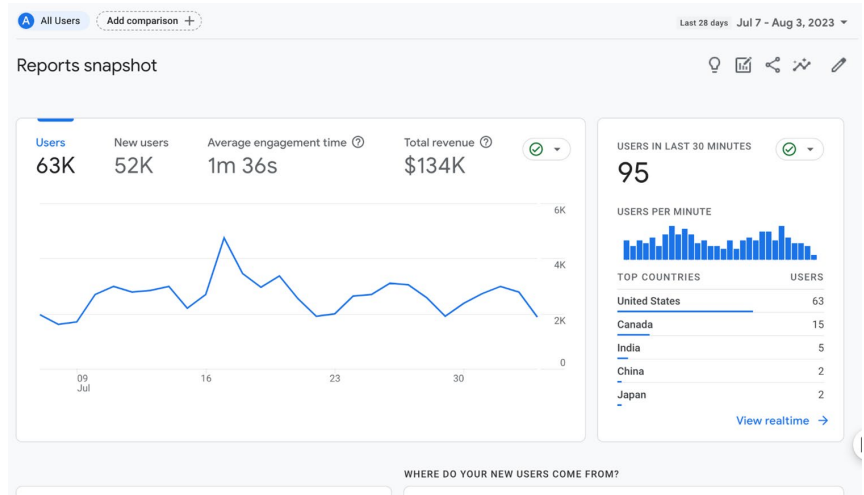 A All Users Add comparison +
Last 28 days Jul 7 - Aug 3, 2023
Reports snapshot
Users New users Average engagement time Total revenue
63K 52K 1m 36s $134K
6K
4K
2K
0
09 16 23 30
Jul
USERS IN LAST 30 MINUTES
95
USERS PER MINUTE
TOP COUNTRIES USERS
United States 63
Canada 15
India 5
China 2
Japan 2
View realtime
WHERE DO YOUR NEW USERS COME FROM?